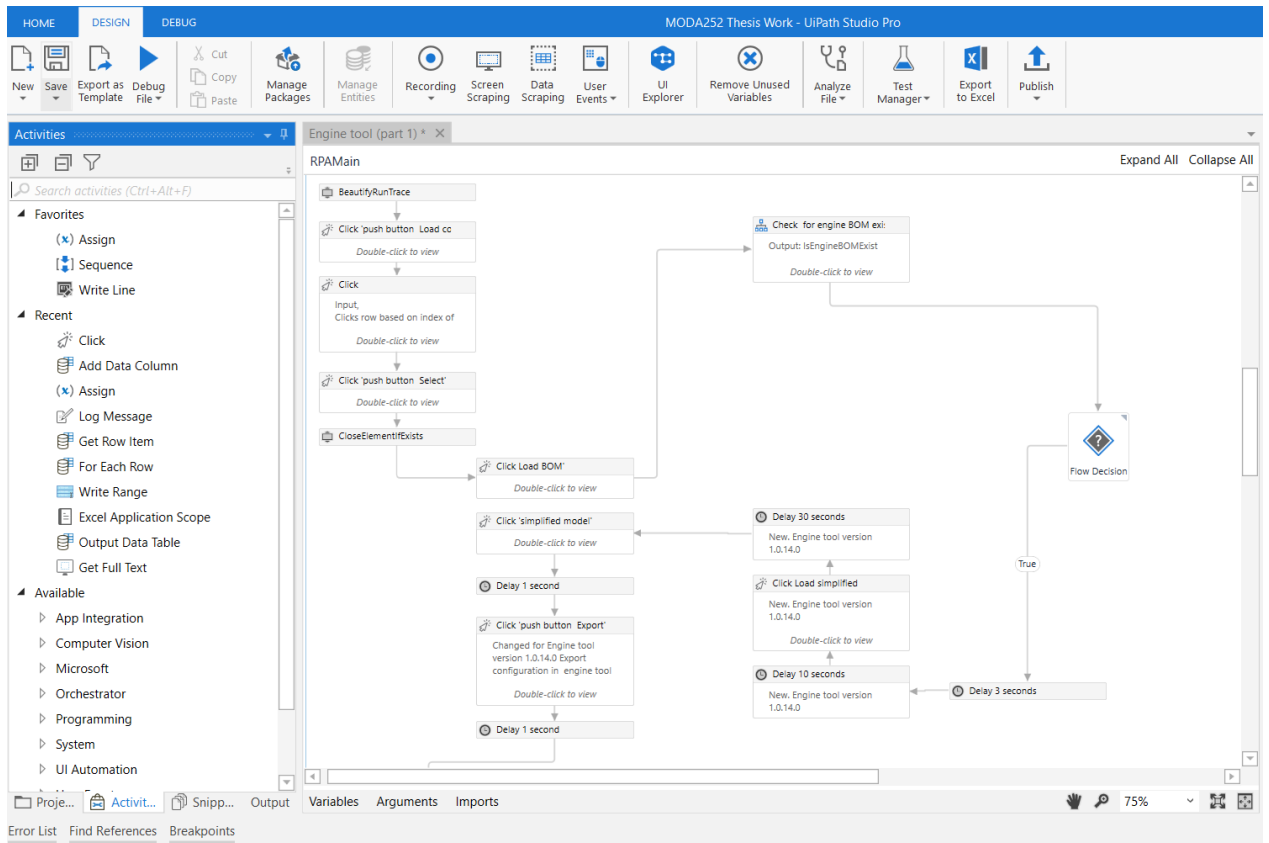 HOME DESIGN DEBUG MODA252 Thesis Work - UiPath Studio Pro
New
Save
Export as
Template
Debug
File
Cut
Copy
Paste
Manage
Packages
Manage
Entities
Recording
Screen
Scraping
Data
Scraping
User
Events
UI
Explorer
Remove Unused
Variables
Analyze
File
Test
Manager
Export
to Excel
Publish
Activities
Search activities (Ctrl+Alt+F)
Favorites
(x) Assign
Sequence
Write Line
Recent
Click
Add Data Column
(x) Assign
Log Message
Get Row Item
For Each Row
Write Range
Excel Application Scope
Output Data Table
Get Full Text
Available
App Integration
Computer Vision
Microsoft
Orchestrator
Programming
System
UI Automation
Proje...
Activit...
Snipp...
Output
Engine tool (part 1) *
RPAMain
Expand All Collapse All
BeautifyRunTrace
Click 'push button Load co
Double-click to view
Click
Input,
Clicks row based on index of
Double-click to view
Click 'push button Select'
Double-click to view
CloseElementIfExists
Click Load BOM'
Double-click to view
Check for engine BOM exi:
Output: IsEngineBOMExist
Double-click to view
?
Flow Decision
True
Delay 3 seconds
Delay 10 seconds
New. Engine tool version
1.0.14.0
Click Load simplified
New. Engine tool version
1.0.14.0
Double-click to view
Delay 30 seconds
New. Engine tool version
1.0.14.0
Click 'simplified model'
Double-click to view
Delay 1 second
Click 'push button Export'
Changed for Engine tool
version 1.0.14.0 Export
configuration in engine tool
Double-click to view
Delay 1 second
Variables Arguments Imports
75%
Error List Find References Breakpoints